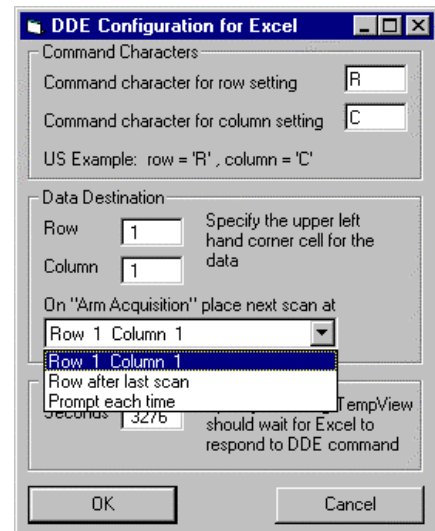 DDE Configuration for Excel
Command Characters
Command character for row setting R
Command character for column setting C
US Example: row = 'R' , column = 'C'
Data Destination
Row 1
Column 1
Specify the upper left
hand corner cell for the
data
On "Arm Acquisition" place next scan at
Row 1 Column 1
Row 1 Column 1
Row after last scan
Prompt each time
Seconds 3276
TempView
should wait for Excel to
respond to DDE command
OK
Cancel